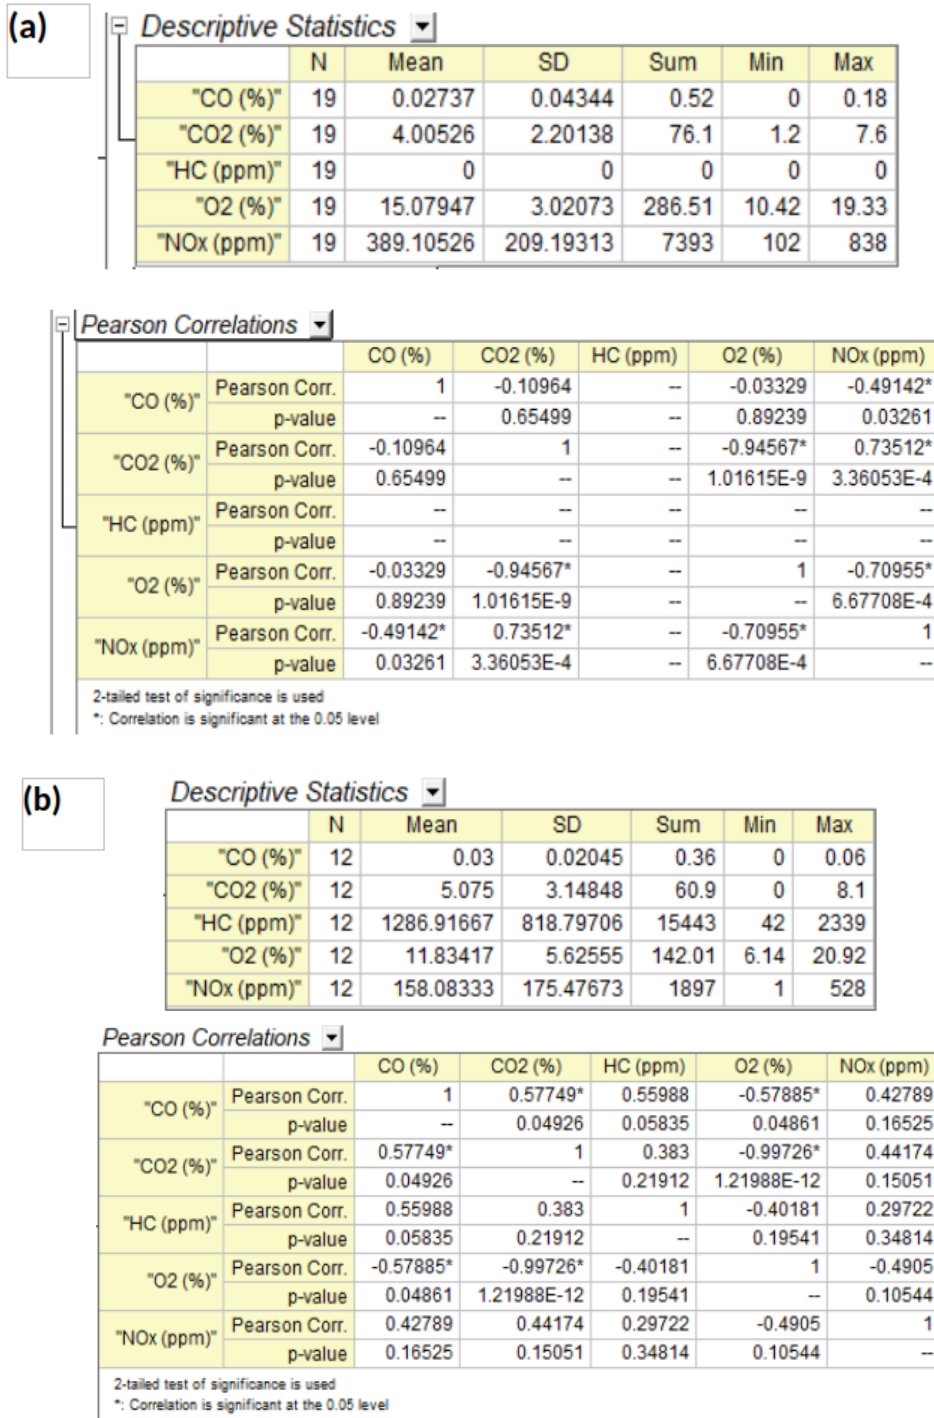 (a)
Descriptive Statistics
N Mean SD Sum Min Max
"CO (%)" 19 0.02737 0.04344 0.52 0 0.18
"CO2 (%)" 19 4.00526 2.20138 76.1 1.2 7.6
"HC (ppm)" 19 0 0 0 0 0
"O2 (%)" 19 15.07947 3.02073 286.51 10.42 19.33
"NOx (ppm)" 19 389.10526 209.19313 7393 102 838
Pearson Correlations
CO (%) CO2 (%) HC (ppm) O2 (%) NOx (ppm)
"CO (%)" Pearson Corr. 1 -0.10964 -- -0.03329 -0.49142*
p-value -- 0.65499 -- 0.89239 0.03261
"CO2 (%)" Pearson Corr. -0.10964 1 -- -0.94567* 0.73512*
p-value 0.65499 -- -- 1.01615E-9 3.36053E-4
"HC (ppm)" Pearson Corr. -- -- -- -- --
p-value -- -- -- -- --
"O2 (%)" Pearson Corr. -0.03329 -0.94567* -- 1 -0.70955*
p-value 0.89239 1.01615E-9 -- -- 6.67708E-4
"NOx (ppm)" Pearson Corr. -0.49142* 0.73512* -- -0.70955* 1
p-value 0.03261 3.36053E-4 -- 6.67708E-4 --
2-tailed test of significance is used
*: Correlation is significant at the 0.05 level
(b)
Descriptive Statistics
N Mean SD Sum Min Max
"CO (%)" 12 0.03 0.02045 0.36 0 0.06
"CO2 (%)" 12 5.075 3.14848 60.9 0 8.1
"HC (ppm)" 12 1286.91667 818.79706 15443 42 2339
"O2 (%)" 12 11.83417 5.62555 142.01 6.14 20.92
"NOx (ppm)" 12 158.08333 175.47673 1897 1 528
Pearson Correlations
CO (%) CO2 (%) HC (ppm) O2 (%) NOx (ppm)
"CO (%)" Pearson Corr. 1 0.57749* 0.55988 -0.57885* 0.42789
p-value -- 0.04926 0.05835 0.04861 0.16525
"CO2 (%)" Pearson Corr. 0.57749* 1 0.383 -0.99726* 0.44174
p-value 0.04926 -- 0.21912 1.21988E-12 0.15051
"HC (ppm)" Pearson Corr. 0.55988 0.383 1 -0.40181 0.29722
p-value 0.05835 0.21912 -- 0.19541 0.34814
"O2 (%)" Pearson Corr. -0.57885* -0.99726* -0.40181 1 -0.4905
p-value 0.04861 1.21988E-12 0.19541 -- 0.10544
"NOx (ppm)" Pearson Corr. 0.42789 0.44174 0.29722 -0.4905 1
p-value 0.16525 0.15051 0.34814 0.10544 --
2-tailed test of significance is used
*: Correlation is significant at the 0.05 level